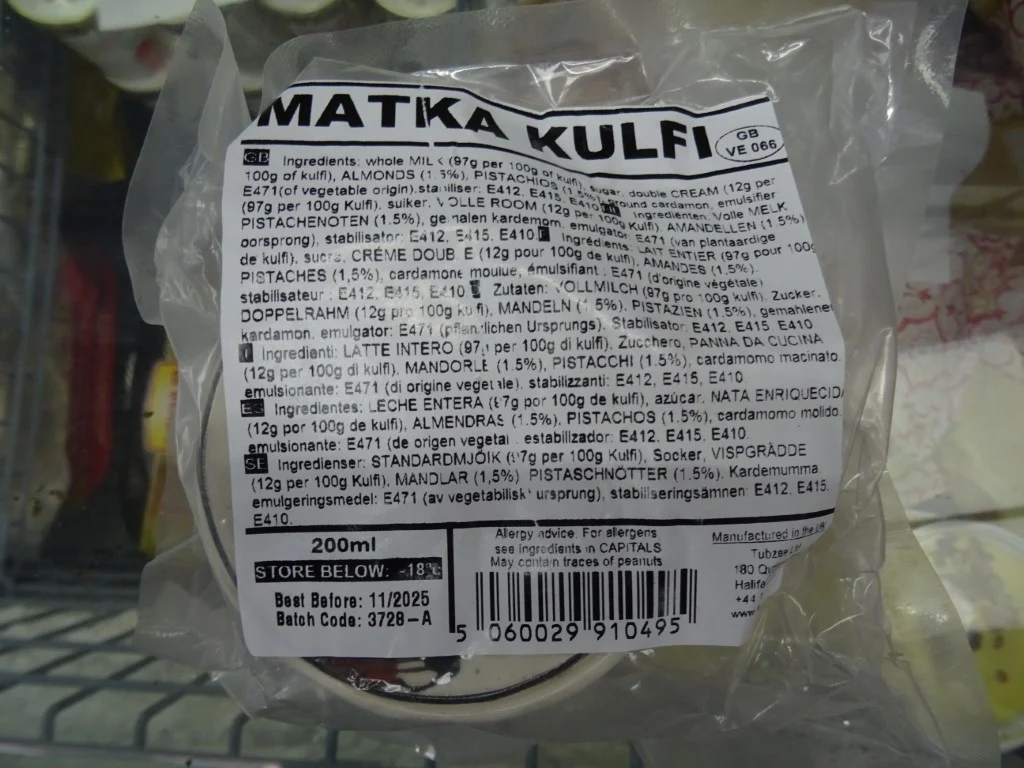 MATKA KULFI
GB VE 066
GB Ingredients: whole MILK (97g per 100g of kulfi), sugar, double CREAM (12g per
100g of kulfi), ALMONDS (1.5%), PISTACHIOS (1.5%), ground cardamon, emulsifier
E471(of vegetable origin),stabiliser: E412, E415, E410 Ingrediënten: Volle MELK
(97g per 100g Kulfi), suiker, VOLLE ROOM (12g per 100g Kulfi), AMANDELLEN (1.5%)
PISTACHENOTEN (1.5%), gemalen kardemom, emulgator: E471 (van plantaardige
oorsprong), stabilisator: E412, E415, E410 Ingrédients: LAIT ENTIER (97g pour 100g
de kulfi), sucre, CRÉME DOUBLE (12g pour 100g de kulfi), AMANDES (1,5%),
PISTACHES (1,5%), cardamone moulue, émulsifiant : E471 (d'origine végétale)
stabilisateur : E412, E415, E410 Zutaten: VOLLMILCH (97g pro 100g kulfi), Zucker,
DOPPELRAHM (12g pro 100g kulfi), MANDELN (1.5%), PISTAZIEN (1.5%), gemahlener
kardamon, emulgator: E471 (pflanzlichen Ursprungs), Stabilisator: E412, E415, E410
I Ingredienti: LATTE INTERO (97g per 100g di kulfi), Zucchero, PANNA DA CUCINA
(12g per 100g di kulfi), MANDORLE (1.5%), PISTACCHI (1.5%), cardamomo macinato,
emulsionante: E471 (di origine vegetale), stabilizzanti: E412, E415, E410
ES Ingredientes: LECHE ENTERA (97g por 100g de kulfi), azúcar, NATA ENRIQUECIDA
(12g por 100g de kulfi), ALMENDRAS (1.5%), PISTACHOS (1.5%), cardamomo molido,
emulsionante: E471 (de origen vegetal estabilizador: E412, E415, E410.
SE Ingredienser: STANDARDMJÖIK (97g per 100g Kulfi), Socker, VISPGRÄDDE
(12g per 100g Kulfi), MANDLAR (1,5%) PISTASCHNÖTTER (1,5%), Kardemumma,
emulgeringsmedel: E471 (av vegetabiliskt ursprung), stabiliseringsämnen: E412, E415,
E410.
200ml
STORE BELOW: -18°c
Best Before: 11/2025
Batch Code: 3728-A
Allergy advice: For allergens
see ingredients in CAPITALS
May contain traces of peanuts
5 060029 910495
Manufactured in the UK
Tubzee Ltd
180
Halifax
+44
www.